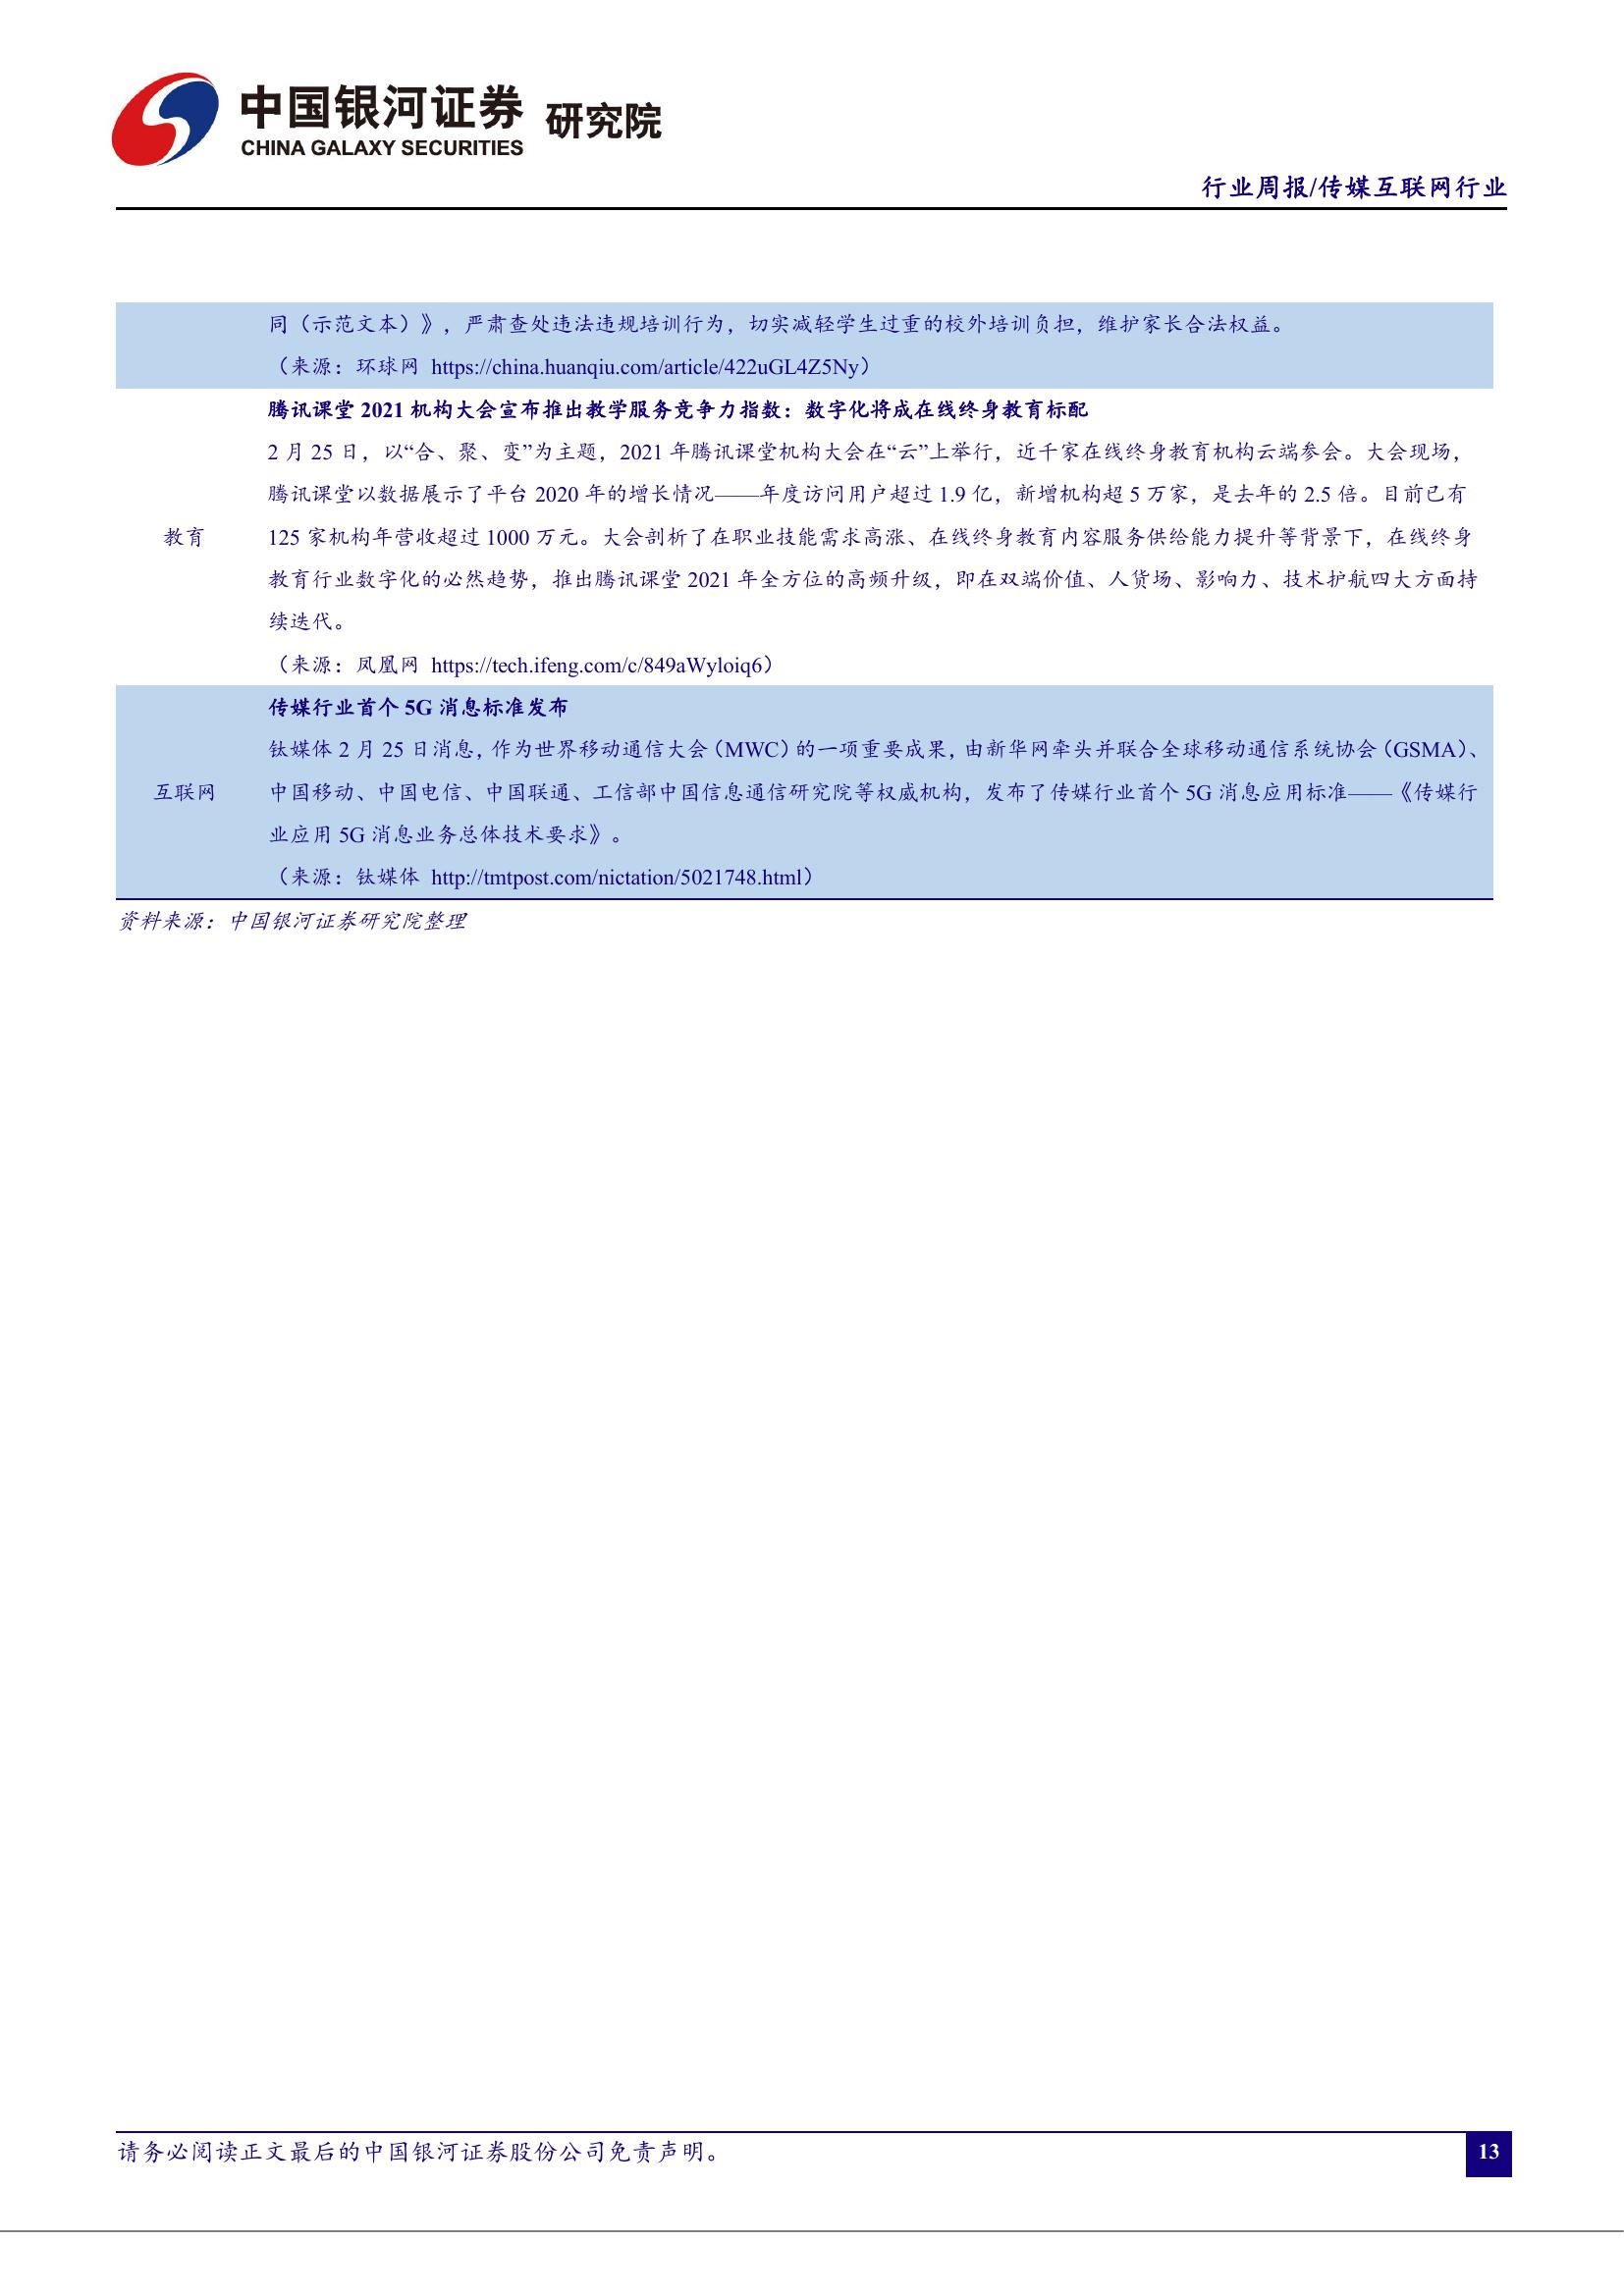 中国银河证券 研究院
CHINA GALAXY SECURITIES
行业周报/传媒互联网行业
同（示范文本）》，严肃查处违法违规培训行为，切实减轻学生过重的校外培训负担，维护家长合法权益。
（来源：环球网 https://china.huanqiu.com/article/422uGL4Z5Ny）
腾讯课堂 2021 机构大会宣布推出教学服务竞争力指数：数字化将成在线终身教育标配
2 月 25 日，以“合、聚、变”为主题，2021 年腾讯课堂机构大会在“云”上举行，近千家在线终身教育机构云端参会。大会现场，
腾讯课堂以数据展示了平台 2020 年的增长情况——年度访问用户超过 1.9 亿，新增机构超 5 万家，是去年的 2.5 倍。目前已有
教育
125 家机构年营收超过 1000 万元。大会剖析了在职业技能需求高涨、在线终身教育内容服务供给能力提升等背景下，在线终身
教育行业数字化的必然趋势，推出腾讯课堂 2021 年全方位的高频升级，即在双端价值、人货场、影响力、技术护航四大方面持
续迭代。
（来源：凤凰网 https://tech.ifeng.com/c/849aWyloiq6）
传媒行业首个 5G 消息标准发布
钛媒体 2 月 25 日消息，作为世界移动通信大会（MWC）的一项重要成果，由新华网牵头并联合全球移动通信系统协会（GSMA）、
互联网
中国移动、中国电信、中国联通、工信部中国信息通信研究院等权威机构，发布了传媒行业首个 5G 消息应用标准——《传媒行
业应用 5G 消息业务总体技术要求》。
（来源：钛媒体 http://tmtpost.com/nictation/5021748.html）
资料来源：中国银河证券研究院整理
请务必阅读正文最后的中国银河证券股份公司免责声明。
13